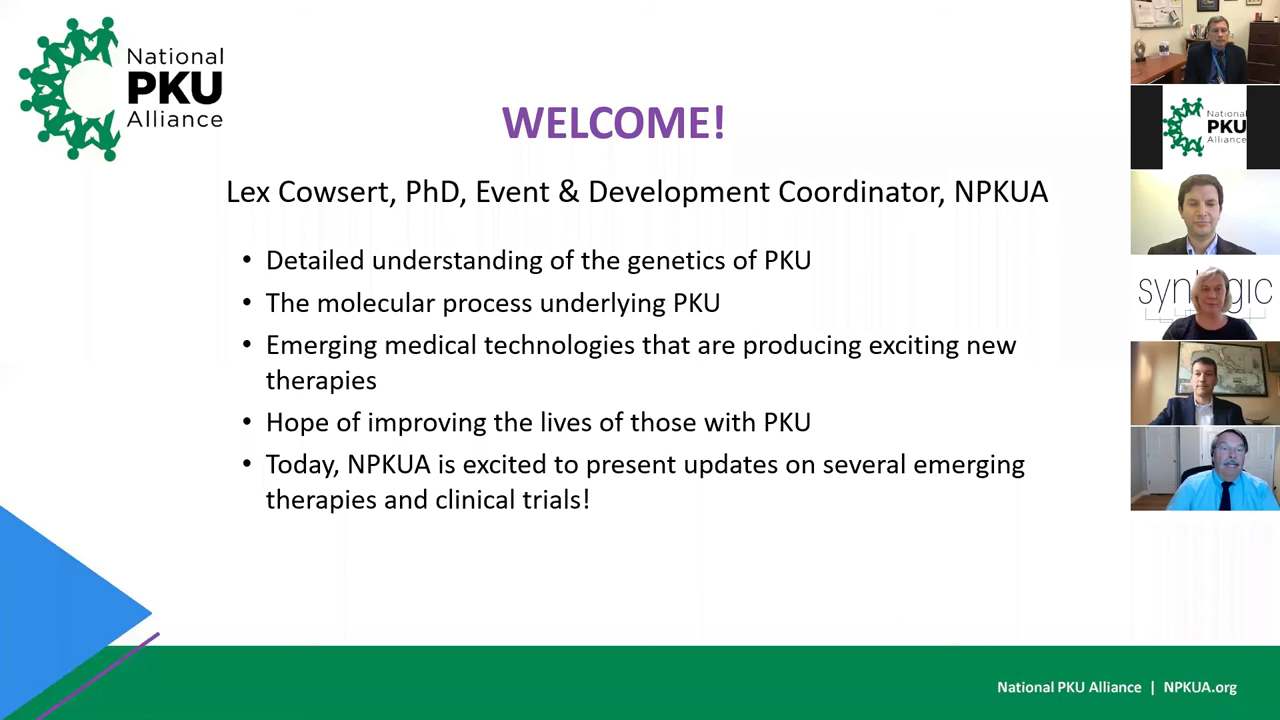 National
PKU
Alliance
WELCOME!
Lex Cowsert, PhD, Event & Development Coordinator, NPKUA
• Detailed understanding of the genetics of PKU
• The molecular process underlying PKU
• Emerging medical technologies that are producing exciting new
therapies
• Hope of improving the lives of those with PKU
• Today, NPKUA is excited to present updates on several emerging
therapies and clinical trials!
National PKU Alliance | NPKUA.org
National
PKU
Alliance